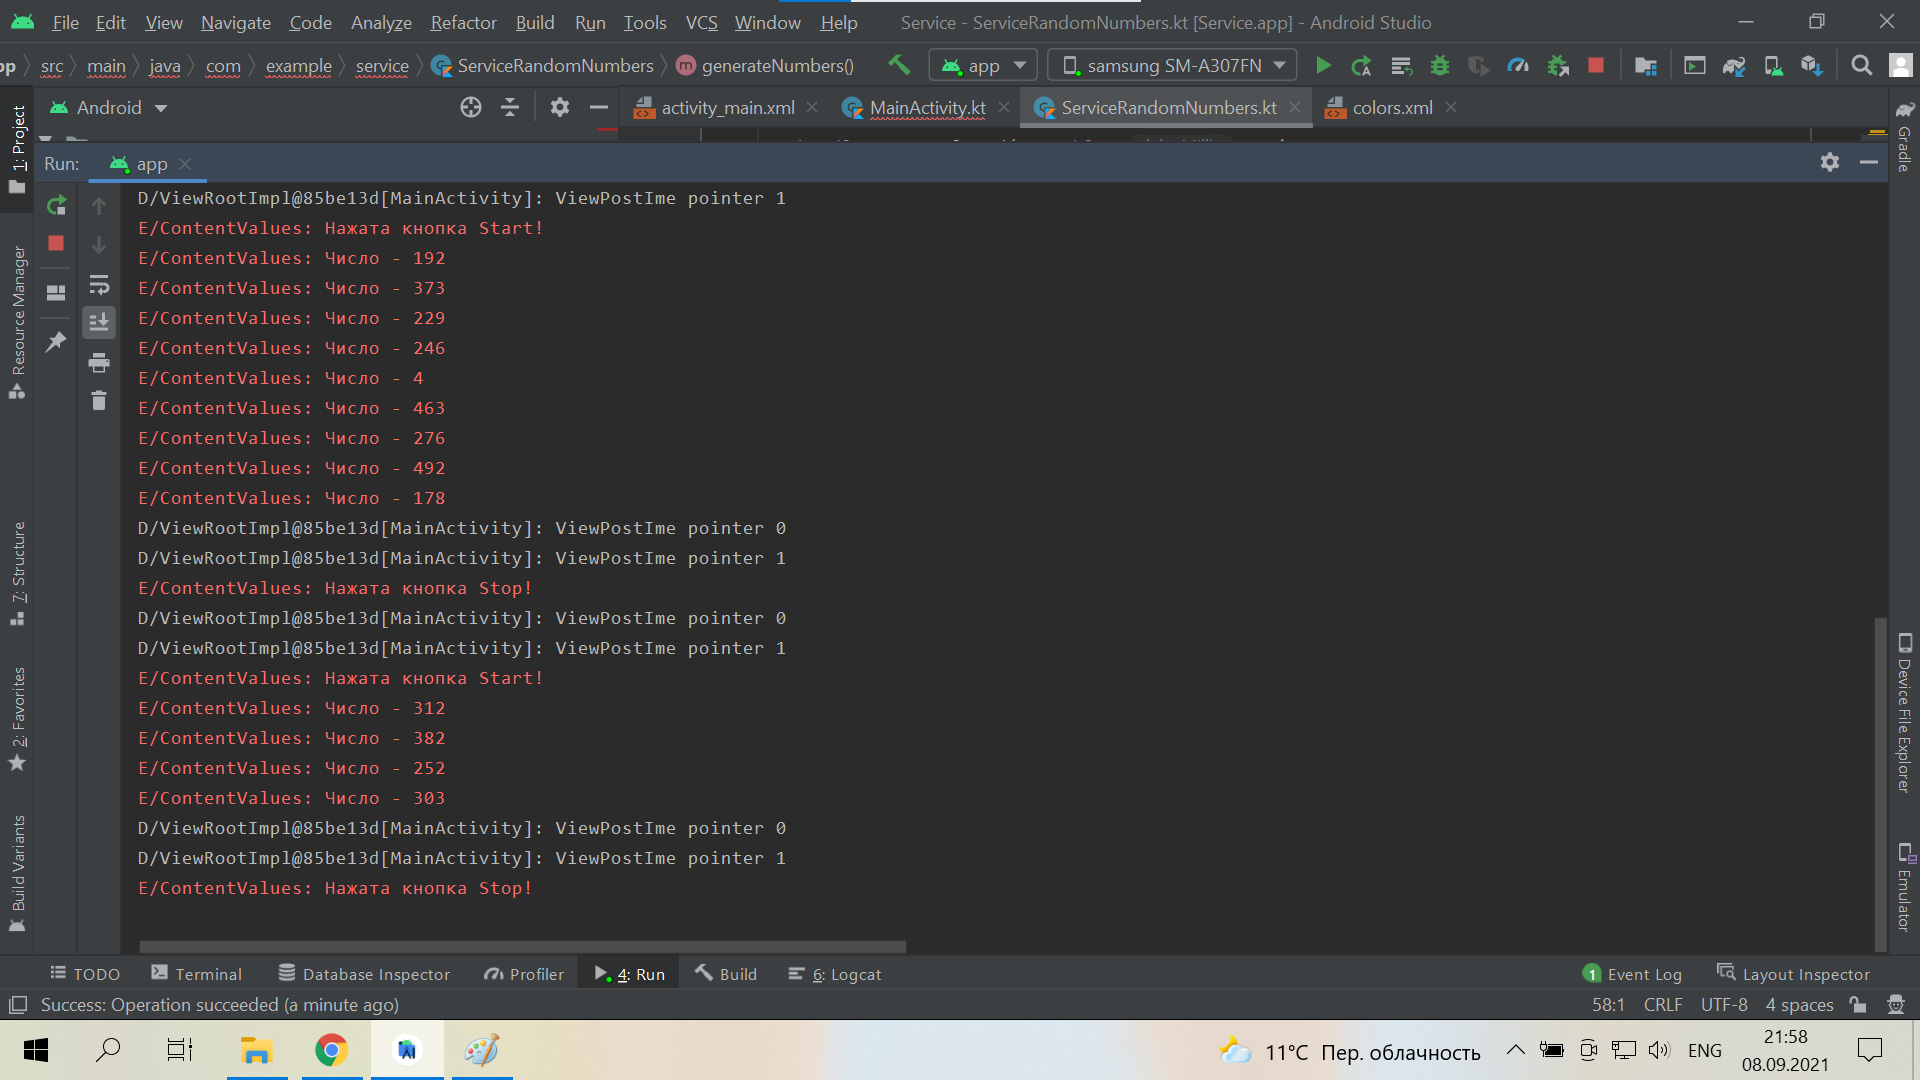 File Edit View Navigate Code Analyze Refactor Build Run Tools VCS Window Help Service - ServiceRandomNumbers.kt [Service.app] - Android Studio
pp src main java com example service ServiceRandomNumbers m generateNumbers() app samsung SM-A307FN
Android activity_main.xml MainActivity.kt ServiceRandomNumbers.kt colors.xml
Run: app
D/ViewRootImpl@85be13d[MainActivity]: ViewPostIme pointer 1
E/ContentValues: Нажата кнопка Start!
E/ContentValues: Число - 192
E/ContentValues: Число - 373
E/ContentValues: Число - 229
E/ContentValues: Число - 246
E/ContentValues: Число - 4
E/ContentValues: Число - 463
E/ContentValues: Число - 276
E/ContentValues: Число - 492
E/ContentValues: Число - 178
D/ViewRootImpl@85be13d[MainActivity]: ViewPostIme pointer 0
D/ViewRootImpl@85be13d[MainActivity]: ViewPostIme pointer 1
E/ContentValues: Нажата кнопка Stop!
D/ViewRootImpl@85be13d[MainActivity]: ViewPostIme pointer 0
D/ViewRootImpl@85be13d[MainActivity]: ViewPostIme pointer 1
E/ContentValues: Нажата кнопка Start!
E/ContentValues: Число - 312
E/ContentValues: Число - 382
E/ContentValues: Число - 252
E/ContentValues: Число - 303
D/ViewRootImpl@85be13d[MainActivity]: ViewPostIme pointer 0
D/ViewRootImpl@85be13d[MainActivity]: ViewPostIme pointer 1
E/ContentValues: Нажата кнопка Stop!
1: Project
Resource Manager
7: Structure
2: Favorites
Build Variants
Gradle
Device File Explorer
Emulator
TODO Terminal Database Inspector Profiler 4: Run Build 6: Logcat 1 Event Log Layout Inspector
Success: Operation succeeded (a minute ago) 58:1 CRLF UTF-8 4 spaces
11°C Пер. облачность ENG 21:58
08.09.2021